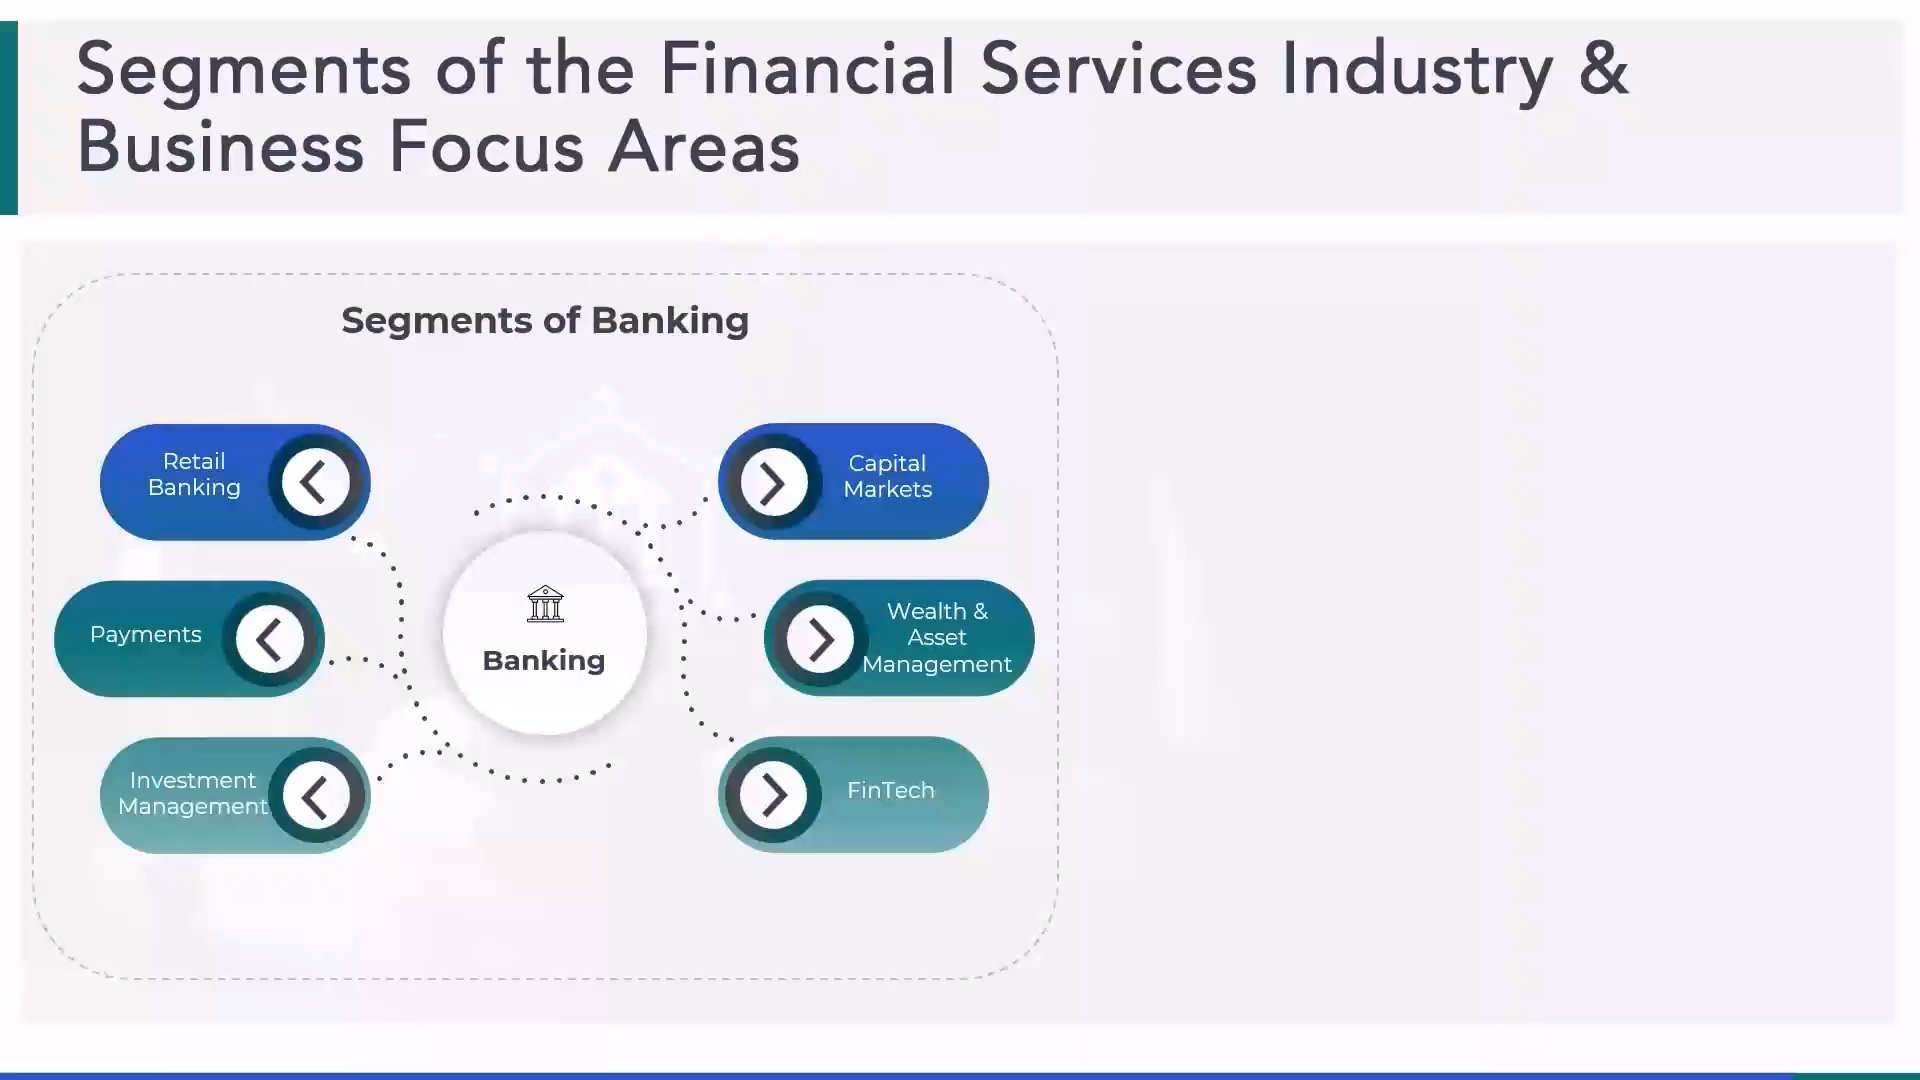 Segments of the Financial Services Industry &
Business Focus Areas
Segments of Banking
Retail
Banking
Payments
Investment
Management
Banking
Capital
Markets
Wealth &
Asset
Management
FinTech